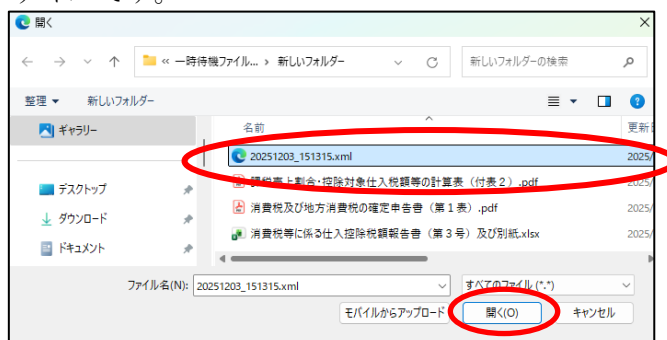 開く
« 一時待機ファイル... › 新しいフォルダー
新しいフォルダーの検索
整理 ▼ 新しいフォルダー
ギャラリー
名前
更新
20251203_151315.xml
2025/
課税売上割合・控除対象仕入税額等の計算表（付表２）.pdf
2025/
デスクトップ
消費税及び地方消費税の確定申告書（第１表）.pdf
2025/
ダウンロード
消費税等に係る仕入控除税額報告書（第３号）及び別紙.xlsx
2025/
ドキュメント
ファイル名(N): 20251203_151315.xml
すべてのファイル (*.*)
モバイルからアップロード
開く(O)
キャンセル